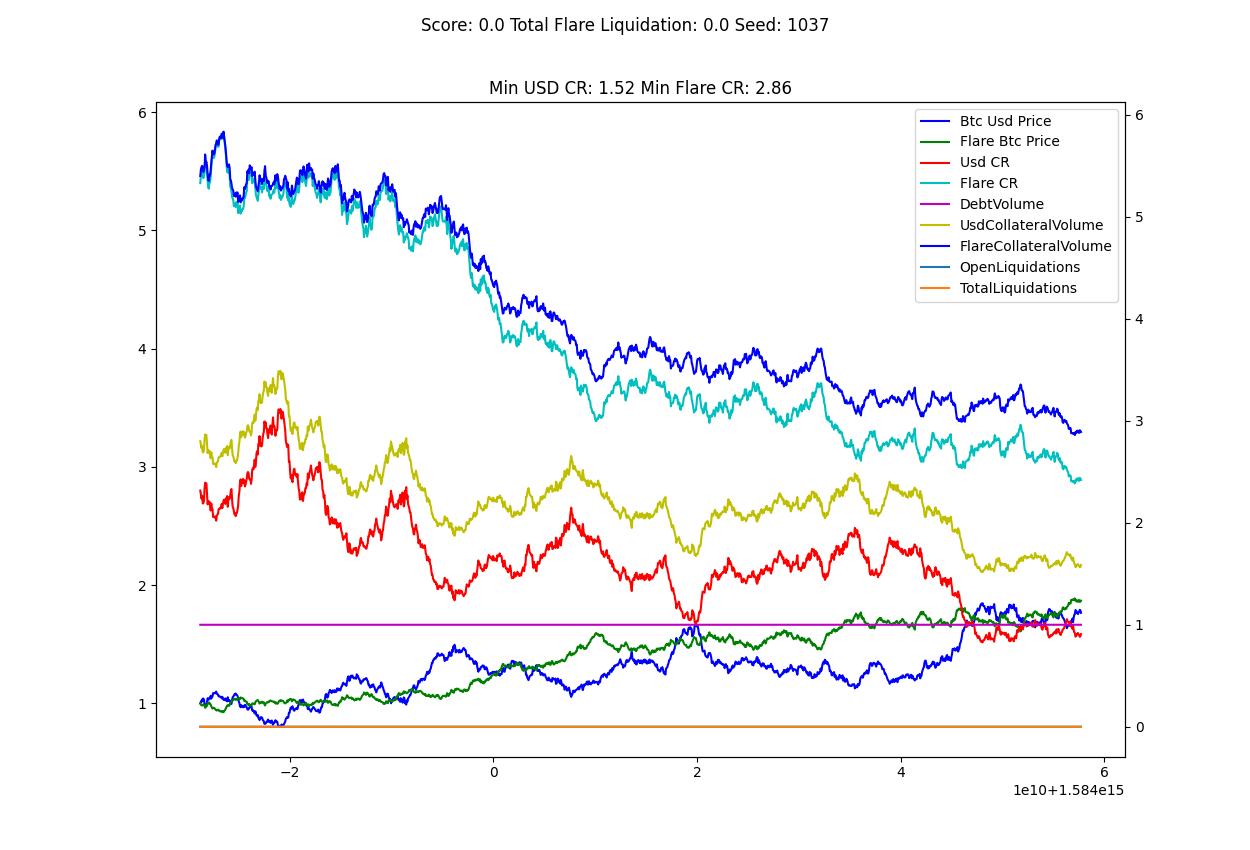 Score: 0.0 Total Flare Liquidation: 0.0 Seed: 1037
Min USD CR: 1.52 Min Flare CR: 2.86
6
5
4
3
2
1
6
5
4
3
2
1
0
Btc Usd Price
Flare Btc Price
Usd CR
Flare CR
DebtVolume
UsdCollateralVolume
FlareCollateralVolume
OpenLiquidations
TotalLiquidations
−2
0
2
4
6
1e10+1.584e15